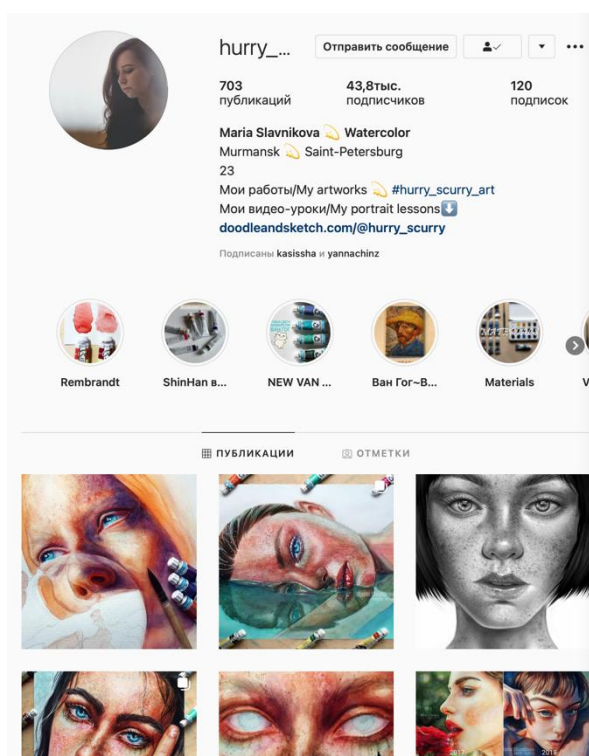 hurry_...
Отправить сообщение
703 43,8тыс. 120
публикаций подписчиков подписок
Maria Slavnikova 💫 Watercolor
Murmansk 💫 Saint-Petersburg
23
Мои работы/My artworks 💫 #hurry_scurry_art
Мои видео-уроки/My portrait lessons⬇️
doodleandsketch.com/@hurry_scurry
Подписаны kasissha и yannachinz
Rembrandt ShinHan в... NEW VAN ... Ван Гог~В... Materials V
ПУБЛИКАЦИИ ОТМЕТКИ
2017 2018